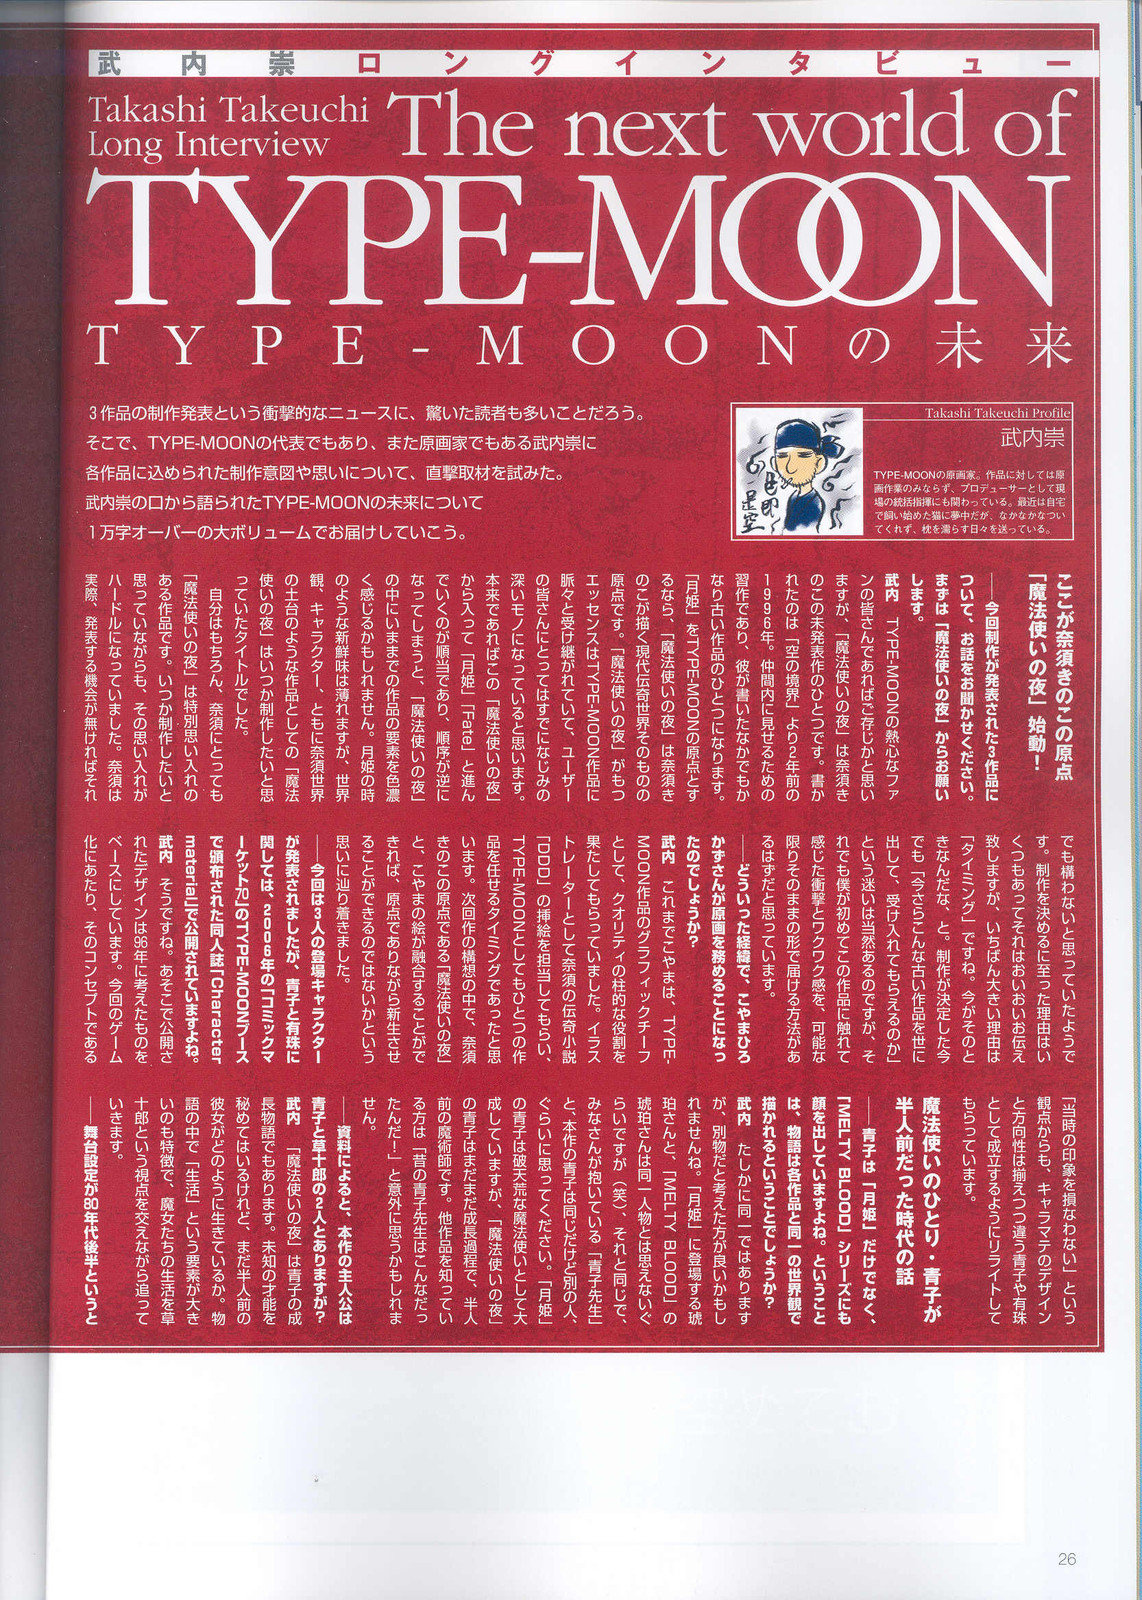 武内崇ロングインタビュー
Takashi Takeuchi
Long Interview
The next world of
TYPE-MOON
TYPE-MOONの未来
3作品の制作発表という衝撃的なニュースに、驚いた読者も多いことだろう。
そこで、TYPE-MOONの代表でもあり、また原画家でもある武内崇に
各作品に込められた制作意図や思いについて、直撃取材を試みた。
武内崇の口から語られたTYPE-MOONの未来について
1万字オーバーの大ボリュームでお届けしていこう。
Takashi Takeuchi Profile
武内崇
TYPE-MOONの原画家。作品に対しては原
画作業のみならず、プロデューサーとして現
場の統括指揮にも関わっている。最近は自宅
で飼い始めた猫に夢中だが、なかなかなつい
てくれず、枕を濡らす日々を送っている。
ここが奈須きのこの原点
「魔法使いの夜」始動！
――今回制作が発表された3作品に
ついて、お話をお聞かせください。
まずは「魔法使いの夜」からお願い
します。
武内　TYPE-MOONの熱心なファ
ンの皆さんであればご存じかと思い
ますが、「魔法使いの夜」は奈須き
のこの未発表作のひとつです。書か
れたのは「空の境界」より2年前の
1996年。仲間内に見せるための
習作であり、彼が書いたなかでもか
なり古い作品のひとつになります。
「月姫」をTYPE-MOONの原点とす
るなら、「魔法使いの夜」は奈須き
のこが描く現代伝奇世界そのものの
原点です。「魔法使いの夜」がもつ
エッセンスはTYPE-MOON作品に
脈々と受け継がれていて、ユーザー
の皆さんにとってはすでになじみの
深いモノになっていると思います。
本来であればこの「魔法使いの夜」
から入って「月姫」「Fate」と進ん
でいくのが順当であり、順序が逆に
なってしまうと、「魔法使いの夜」
の中にいままでの作品の要素を色濃
く感じるかもしれません。月姫の時
のような新鮮味は薄れますが、世界
観、キャラクター、ともに奈須世界
の土台のような作品としての「魔法
使いの夜」はいつか制作したいと思
っていたタイトルでした。
　自分はもちろん、奈須にとっても
「魔法使いの夜」は特別思い入れの
ある作品です。いつか制作したいと
思っていながらも、その思い入れが
ハードルになっていました。奈須は
実際、発表する機会が無ければそれ
でも構わないと思っていたようで
す。制作を決めるに至った理由はい
くつもあってそれはおいおいお伝え
致しますが、いちばん大きい理由は
「タイミング」ですね。今がそのと
きなんだな、と。制作が決定した今
でも「今さらこんな古い作品を世に
出して、受け入れてもらえるのか」
という迷いは当然あるのですが、そ
れでも僕が初めてこの作品に触れて
感じた衝撃とワクワク感を、可能な
限りそのままの形で届ける方法があ
るはずだと思っています。
――どういった経緯で、こやまひろ
かずさんが原画を務めることになっ
たのでしょうか？
武内　これまでこやまは、TYPE-
MOON作品のグラフィックチーフ
として、クオリティの柱的な役割を
果たしてもらっていました。イラス
トレーターとして奈須の伝奇小説
「DDD」の挿絵を担当してもらい、
TYPE-MOONとしてもひとつの作
品を任せるタイミングであったと思
います。次回作の構想の中で、奈須
きのこの原点である「魔法使いの夜」
と、こやまの絵が融合することがで
きれば、原点でありながら新生させ
ることができるのではないかという
思いに辿り着きました。
――今回は3人の登場キャラクター
が発表されましたが、青子と有珠に
関しては、2006年の「コミックマ
ーケット70」のTYPE-MOONブース
で頒布された同人誌「Character
material」で公開されていますよね。
武内　そうですね。あそこで公開さ
れたデザインは96年に考えたものを
ベースにしています。今回のゲーム
化にあたり、そのコンセプトである
「当時の印象を損なわない」という
観点からも、キャラマテのデザイン
と方向性は揃えつつ違う青子や有珠
として成立するようにリライトして
もらっています。
魔法使いのひとり・青子が
半人前だった時代の話
――青子は「月姫」だけでなく、
「MELTY BLOOD」シリーズにも
顔を出していますよね。ということ
は、物語は各作品と同一の世界観で
描かれるということでしょうか？
武内　たしかに同一ではあります
が、別物だと考えた方が良いかもし
れませんね。「月姫」に登場する琥
珀さんと、「MELTY BLOOD」の
琥珀さんは同一人物とは思えないぐ
らいですが（笑）、それと同じで、
みなさんが抱いている「青子先生」
と、本作の青子は同じだけど別の人、
ぐらいに思ってください。「月姫」
の青子は破天荒な魔法使いとして大
成していますが、「魔法使いの夜」
の青子はまだまだ成長過程で、半人
前の魔術師です。他作品を知ってい
る方は「昔の青子先生はこんなだっ
たんだ！」と意外に思うかもしれま
せん。
――資料によると、本作の主人公は
青子と草十郎の2人とありますが？
武内　「魔法使いの夜」は青子の成
長物語でもあります。未知の才能を
秘めてはいるけれど、まだ半人前の
彼女がどのように生きているか。物
語の中で「生活」という要素が大き
いのも特徴で、魔女たちの生活を草
十郎という視点を交えながら追って
いきます。
――舞台設定が80年代後半というと
26